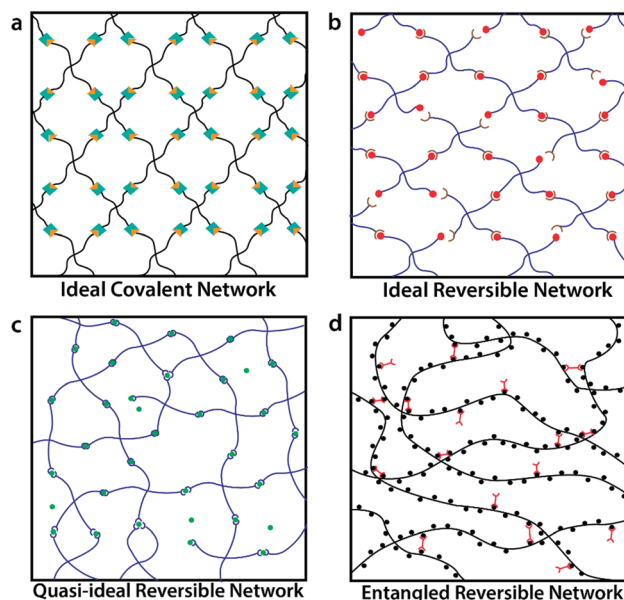 a
b
Ideal Covalent Network
Ideal Reversible Network
c
d
Quasi-ideal Reversible Network
Entangled Reversible Network